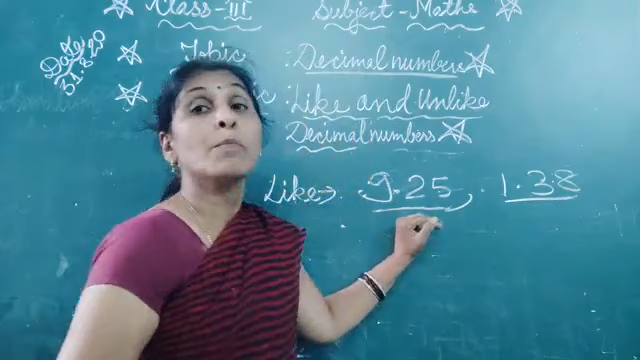 Class-III Subject-Maths
Date
31.8.20
Topic : Decimal numbers
: Like and Unlike
Decimal numbers
Like→ .9.25, .1.38